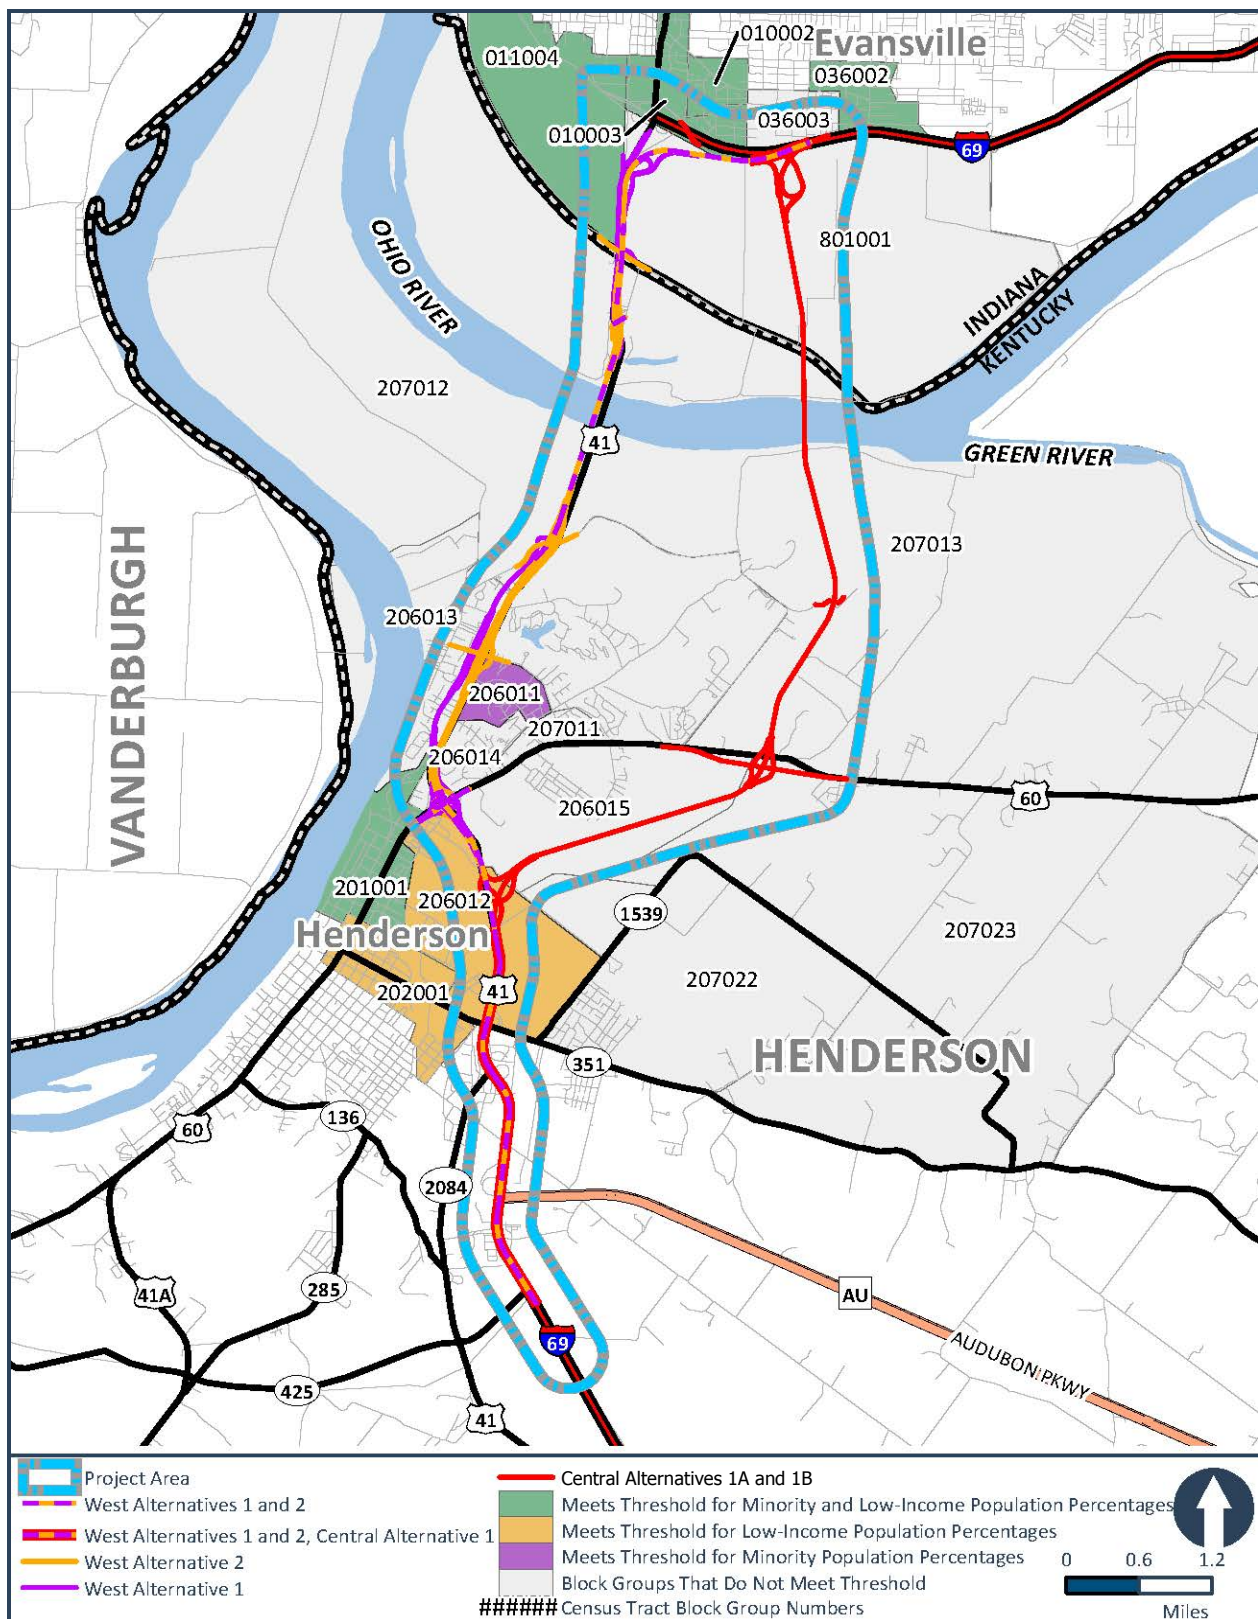 010002
Evansville
011004
036002
010003
036003
69
801001
OHIO RIVER
INDIANA
KENTUCKY
207012
41
GREEN RIVER
VANDERBURGH
207013
206013
206011
207011
206014
60
206015
201001
206012
1539
Henderson
207023
207022
202001
41
HENDERSON
351
136
60
2084
285
41A
AU
69
AUDUBON PKWY
425
41
Project Area
West Alternatives 1 and 2
West Alternatives 1 and 2, Central Alternative 1
West Alternative 2
West Alternative 1
Central Alternatives 1A and 1B
Meets Threshold for Minority and Low-Income Population Percentages
Meets Threshold for Low-Income Population Percentages
Meets Threshold for Minority Population Percentages
Block Groups That Do Not Meet Threshold
###### Census Tract Block Group Numbers
0 0.6 1.2
Miles